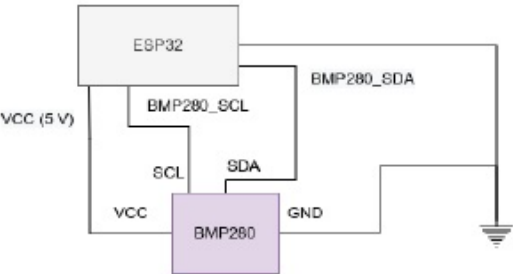 ESP32
BMP280_SDA
BMP280_SCL
VCC (5 V)
SCL
SDA
VCC
GND
BMP280